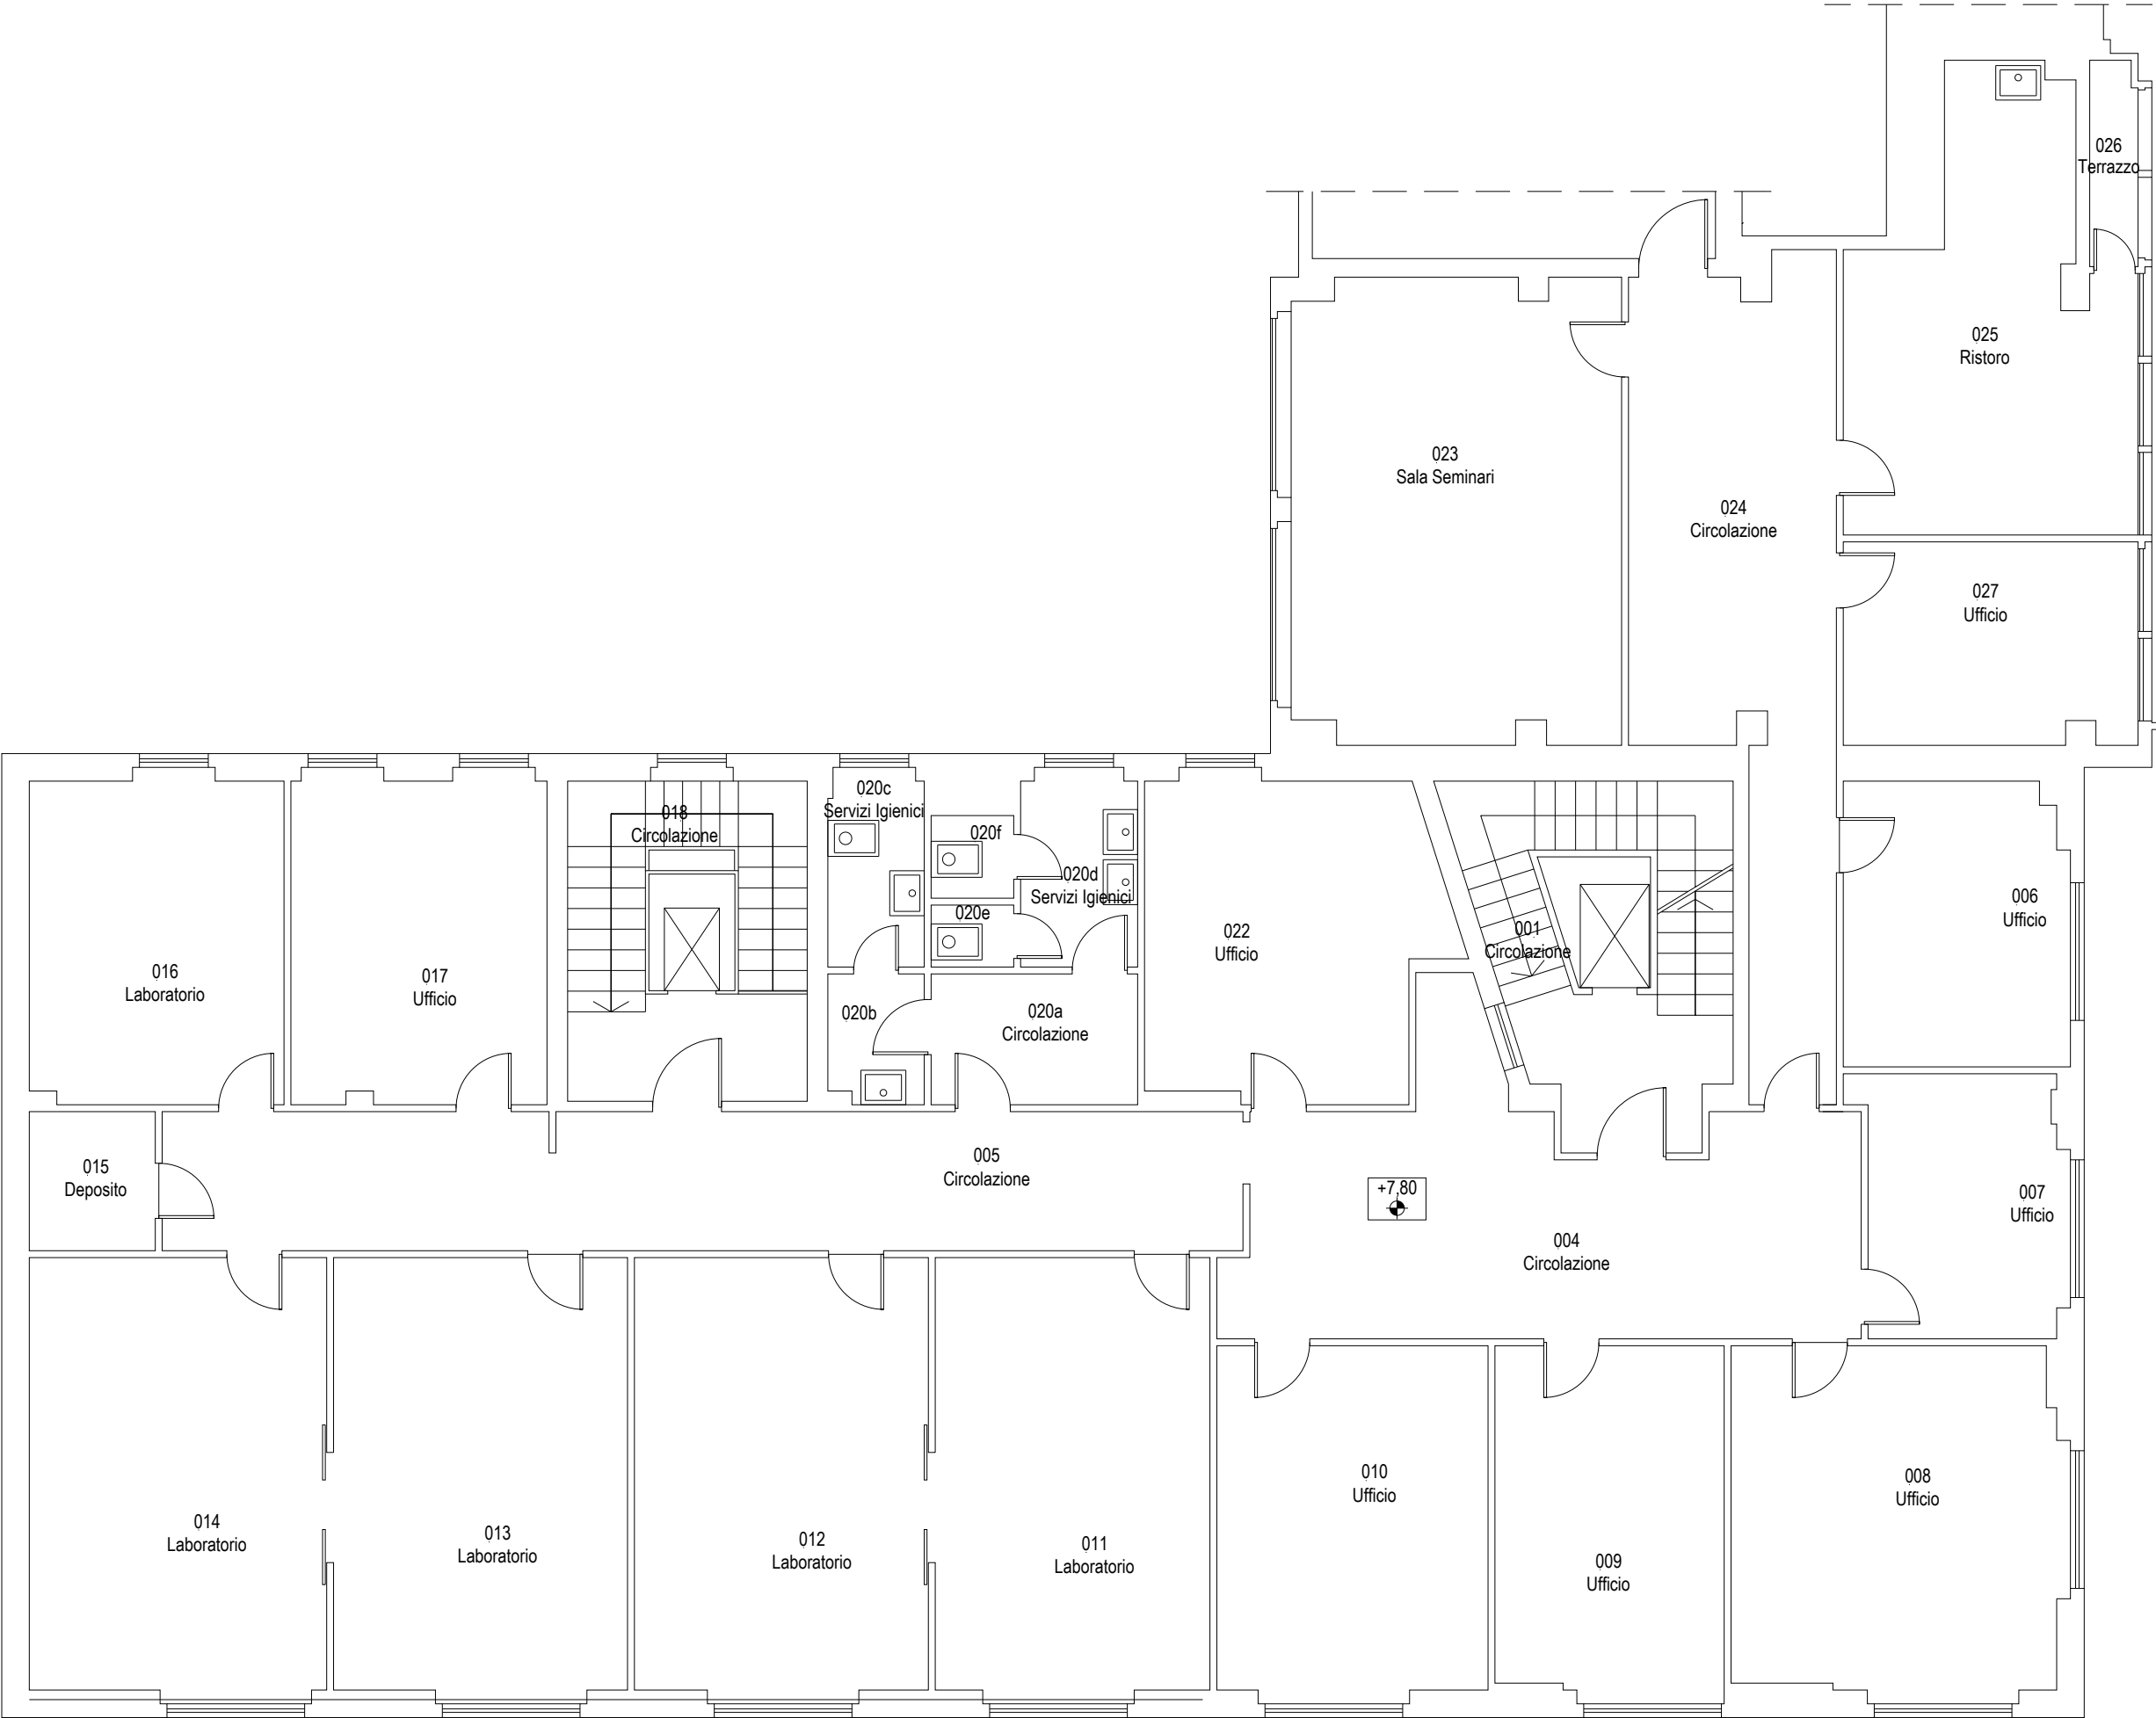 026
Terrazzo
025
Ristoro
023
Sala Seminari
024
Circolazione
027
Ufficio
020c
Servizi Igienici
018
Circolazione
020f
020d
Servizi Igienici
020e
006
Ufficio
001
Circolazione
022
Ufficio
016
Laboratorio
017
Ufficio
020b
020a
Circolazione
005
Circolazione
015
Deposito
+7,80
007
Ufficio
004
Circolazione
010
Ufficio
008
Ufficio
014
Laboratorio
013
Laboratorio
012
Laboratorio
011
Laboratorio
009
Ufficio